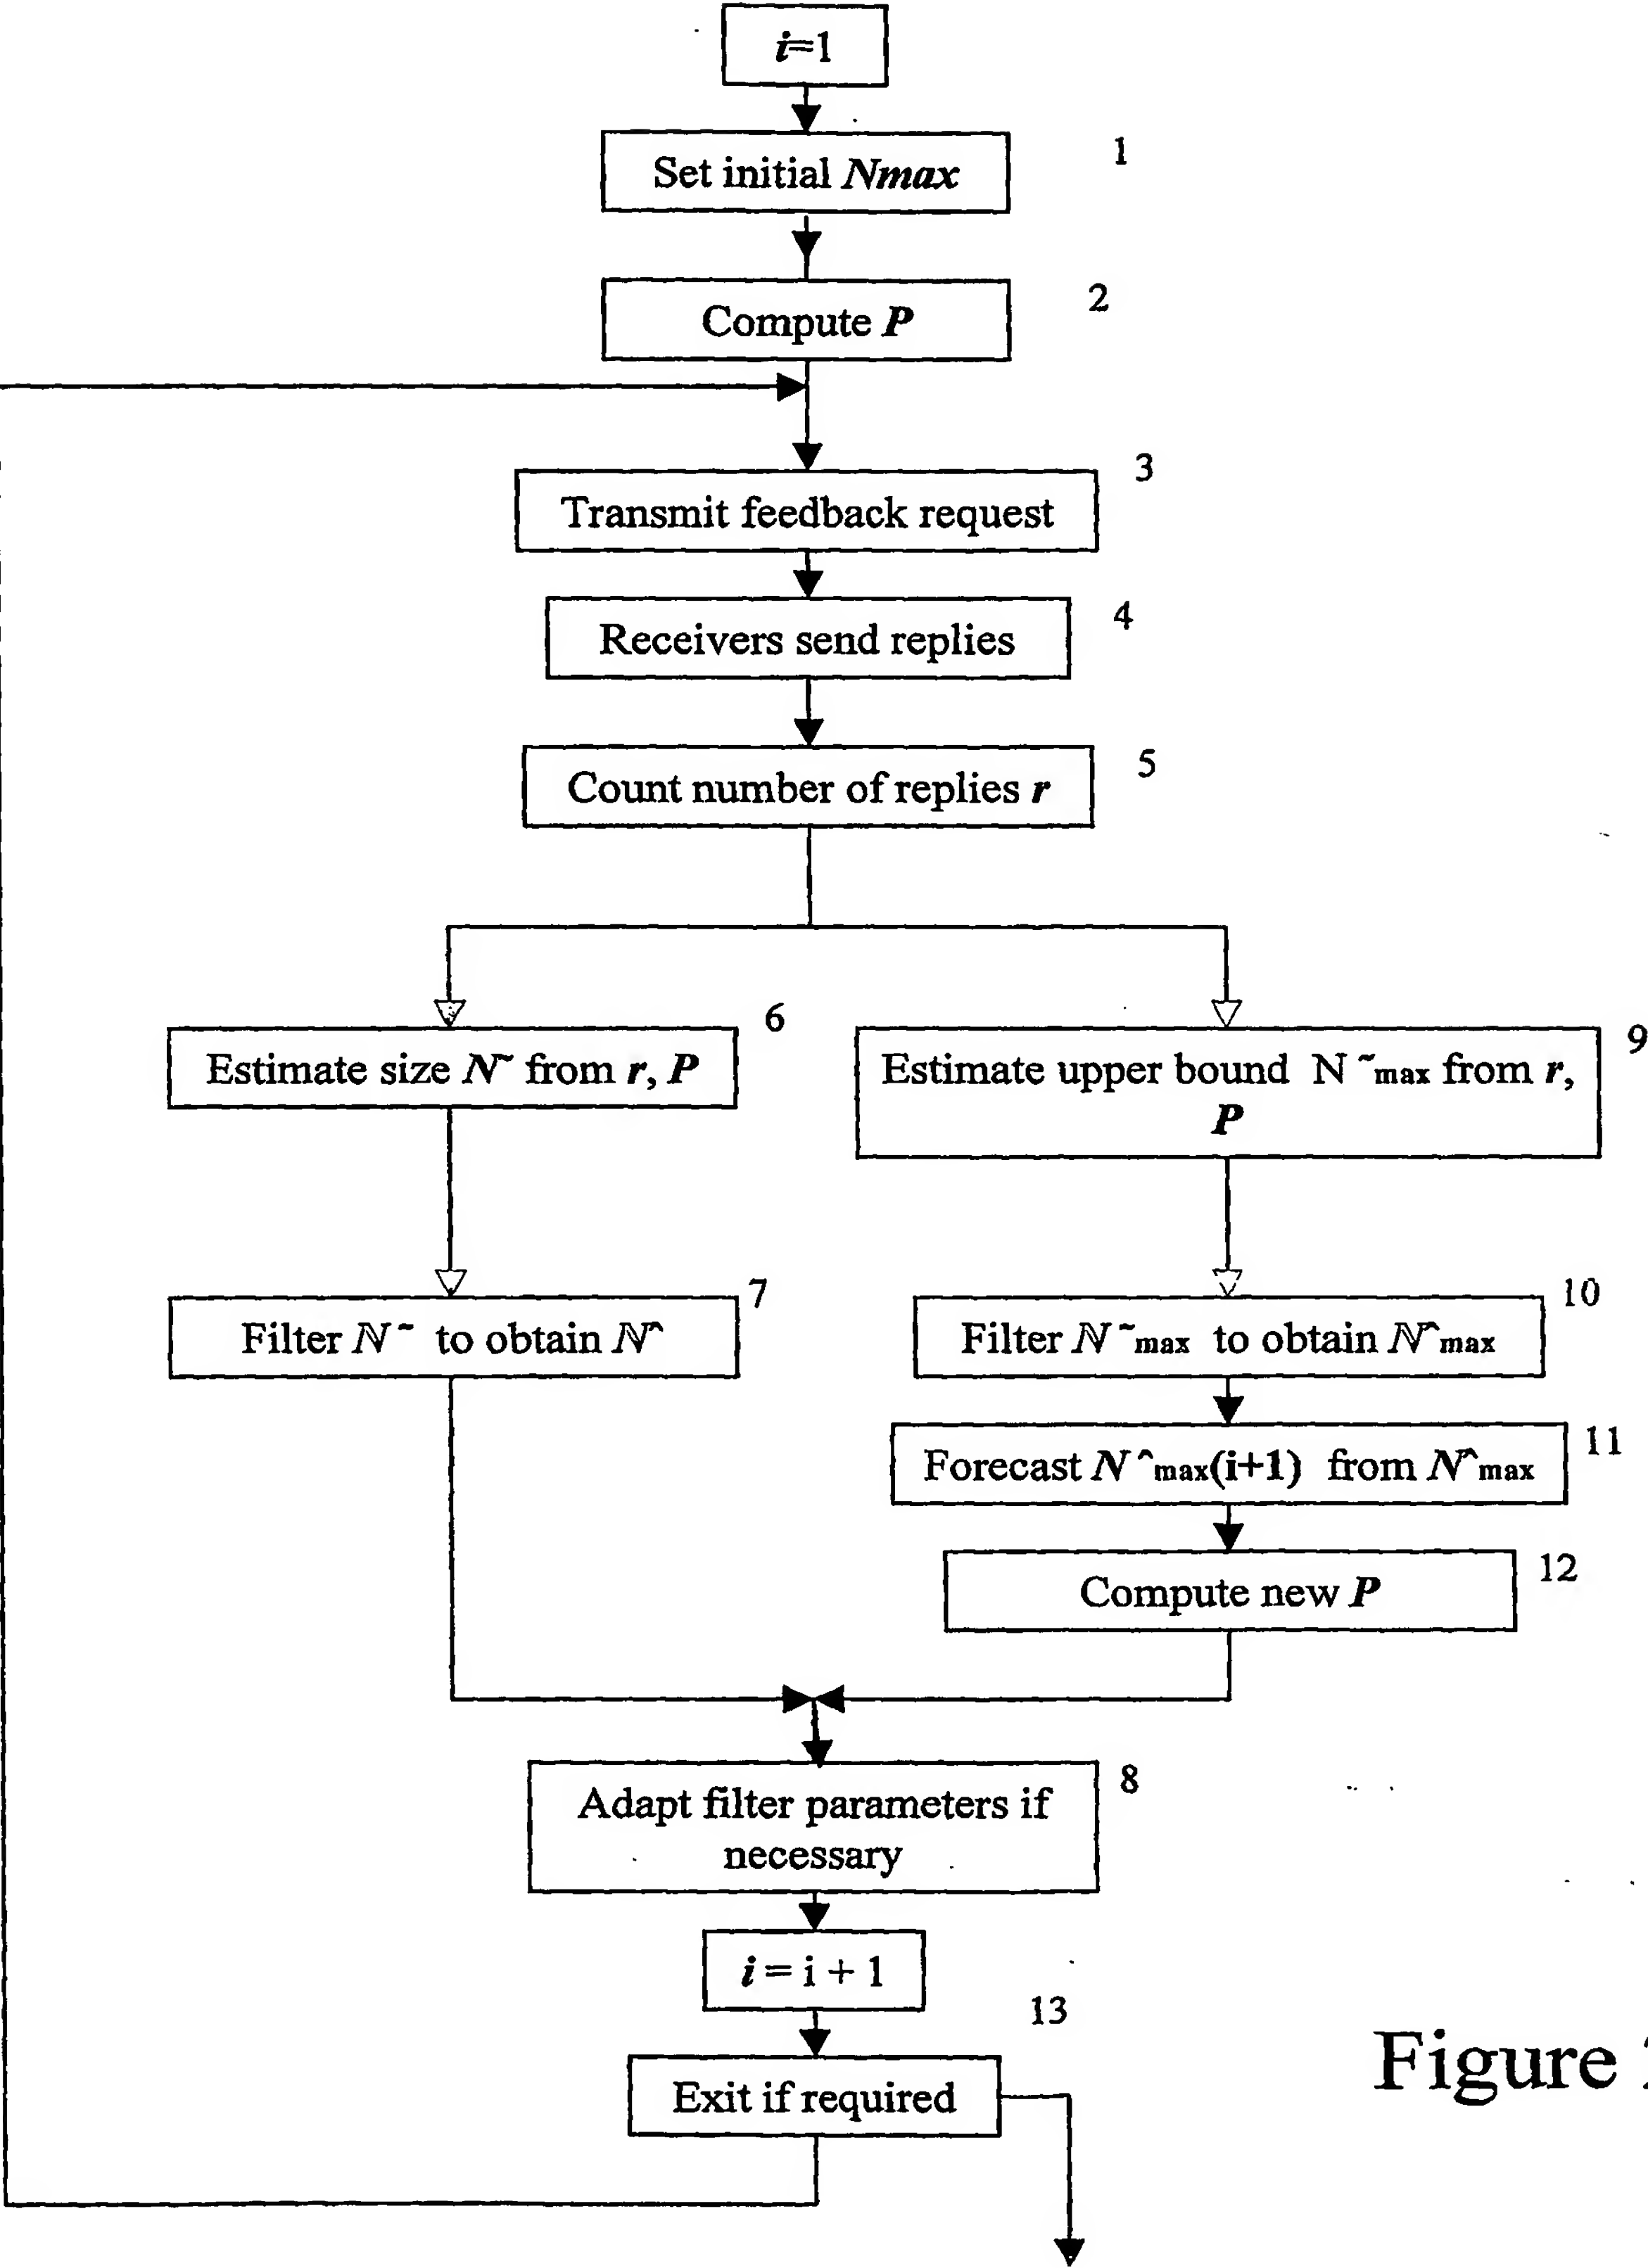 i=1
1
Set initial Nmax
2
Compute P
3
Transmit feedback request
4
Receivers send replies
5
Count number of replies r
6
Estimate size N~ from r, P
9
Estimate upper bound N ~max from r,
P
7
Filter N ~ to obtain N^
10
Filter N ~max to obtain N^max
11
Forecast N ^max(i+1) from N^max
12
Compute new P
8
Adapt filter parameters if
necessary
i = i + 1
13
Exit if required
Figure